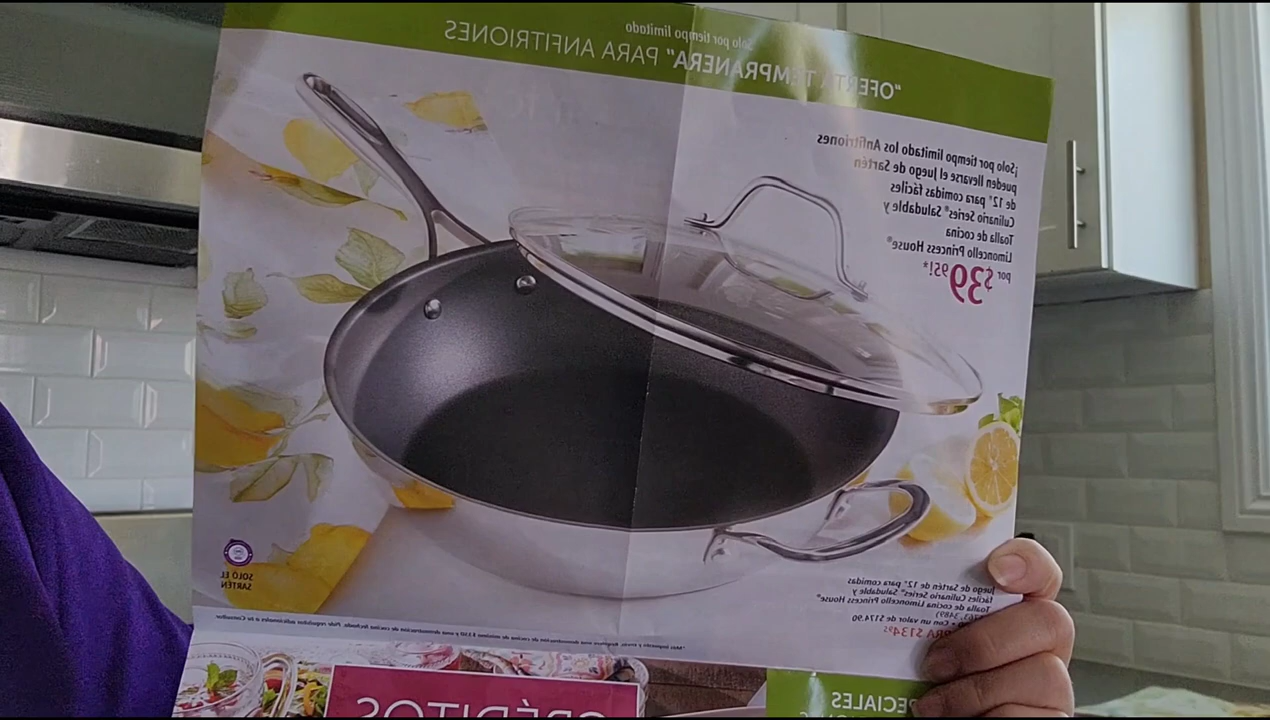 Solo por tiempo limitado
"OFERTA TEMPRANERA" PARA ANFITRIONES
¡Solo por tiempo limitado los Anfitriones
pueden llevarse el Juego de Sartén
de 12" para comidas fáciles
Culinario Series® Saludable y
Toalla de cocina
Limoncello Princess House®
por $39.95!*
SOLO EL
SARTÉN
Juego de Sartén de 12" para comidas
fáciles Culinario Series® Saludable y
Toalla de cocina Limoncello Princess House®
3489)
• Con un valor de $174.90
$134.95
CRÉDITOS